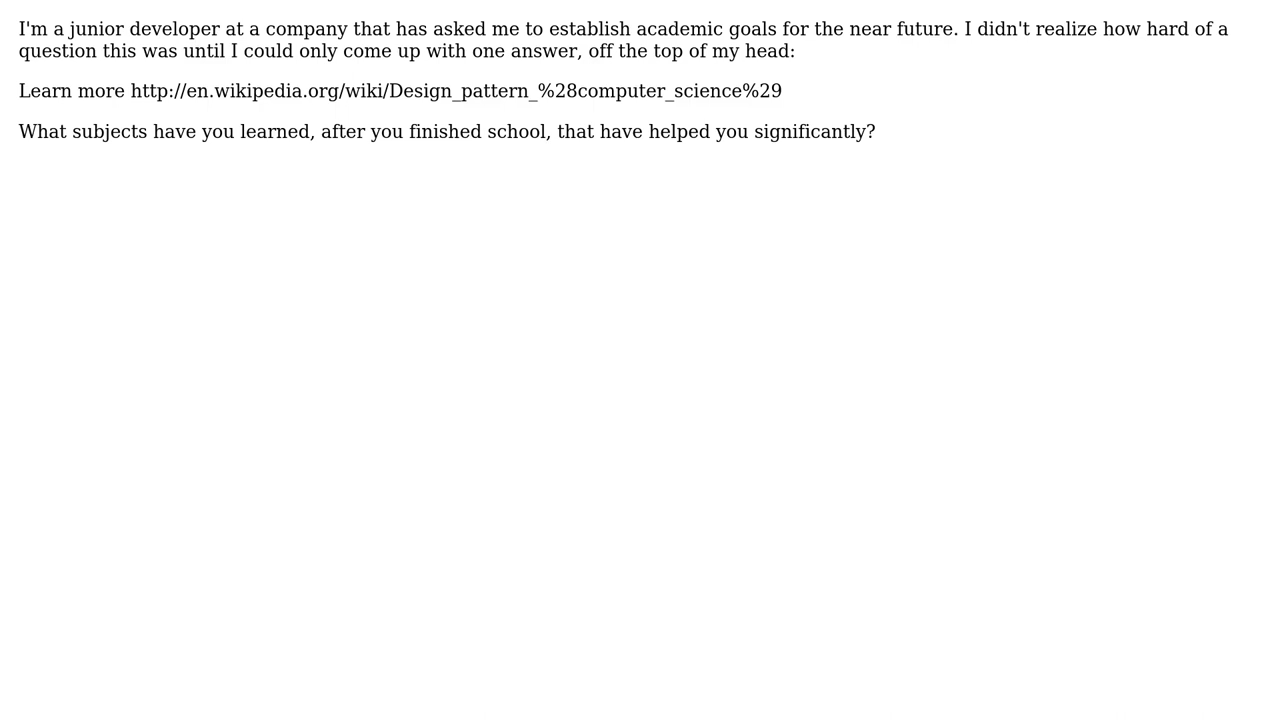 I'm a junior developer at a company that has asked me to establish academic goals for the near future. I didn't realize how hard of a
question this was until I could only come up with one answer, off the top of my head:
Learn more http://en.wikipedia.org/wiki/Design_pattern_%28computer_science%29
What subjects have you learned, after you finished school, that have helped you significantly?